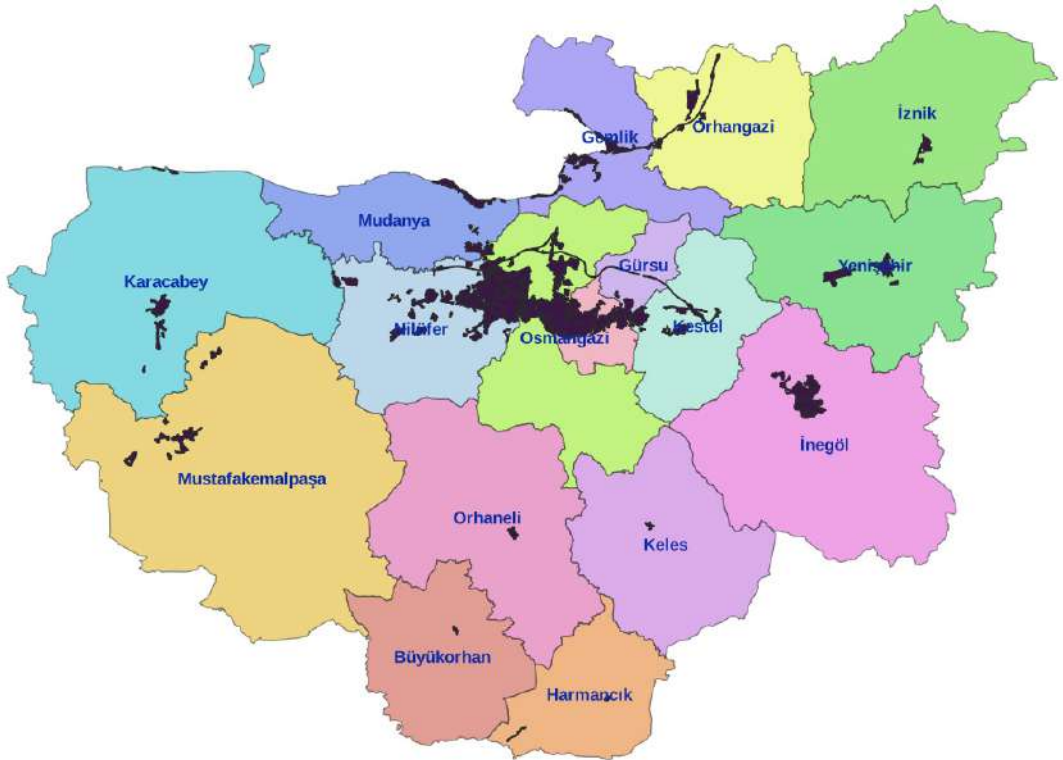 İznik
Orhangazi
Gemlik
Mudanya
Gürsu
Yenişehir
Karacabey
Nilüfer
Osmangazi
Kestel
İnegöl
Mustafakemalpaşa
Orhaneli
Keles
Büyükorhan
Harmancık